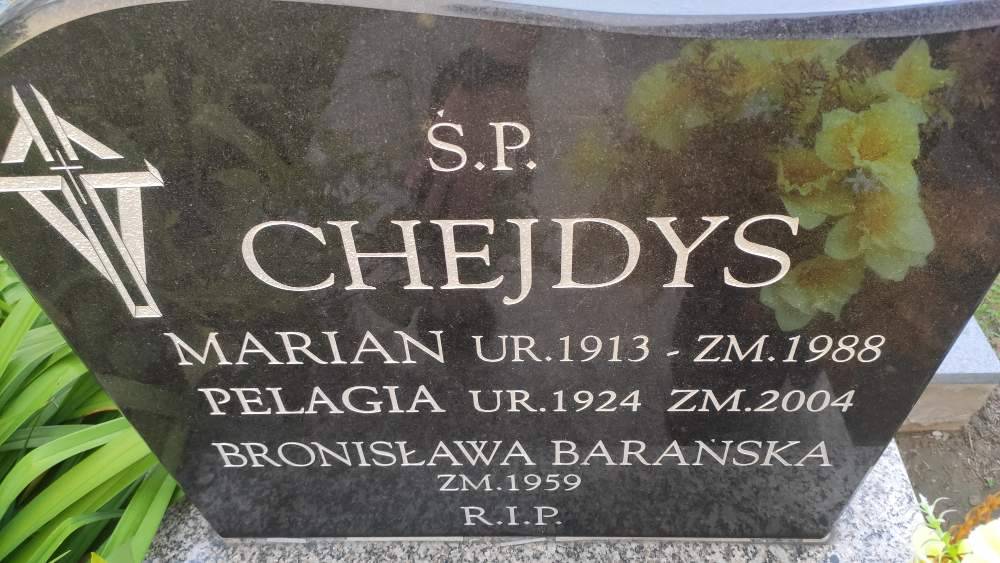 Ś.P.
CHEJDYS
MARIAN UR.1913 - ZM.1988
PELAGIA UR.1924 ZM.2004
BRONISŁAWA BARAŃSKA
ZM.1959
R.I.P.